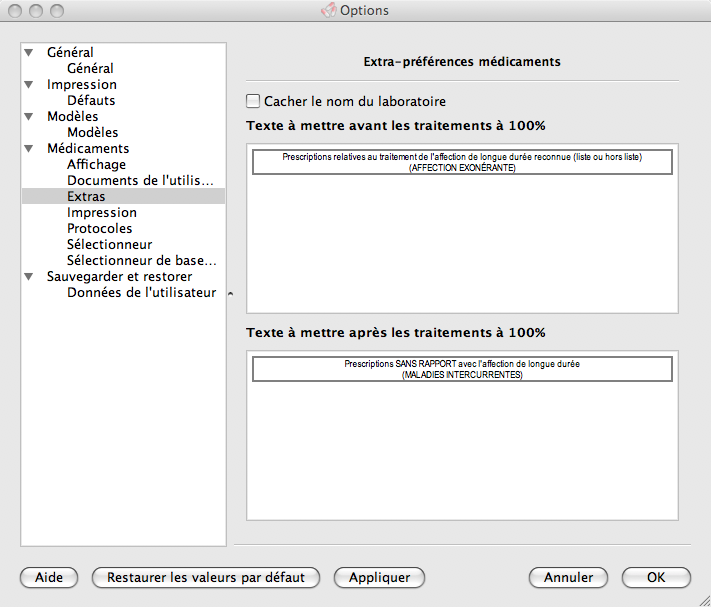 Options
Général
Général
Impression
Défauts
Modèles
Modèles
Médicaments
Affichage
Documents de l'utilis...
Extras
Impression
Protocoles
Sélectionneur
Sélectionneur de base...
Sauvegarder et restorer
Données de l'utilisateur
Extra-préférences médicaments
Cacher le nom du laboratoire
Texte à mettre avant les traitements à 100%
Prescriptions relatives au traitement de l'affection de longue durée reconnue (liste ou hors liste)
(AFFECTION EXONÉRANTE)
Texte à mettre après les traitements à 100%
Prescriptions SANS RAPPORT avec l'affection de longue durée
(MALADIES INTERCURRENTES)
Aide
Restaurer les valeurs par défaut
Appliquer
Annuler
OK